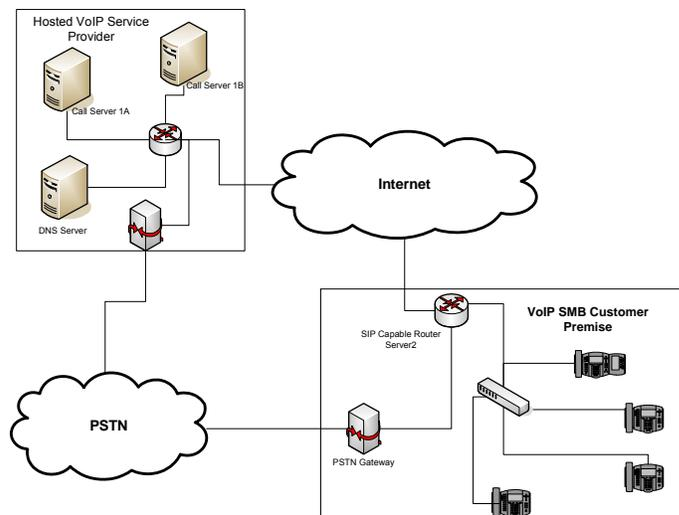 Hosted VoIP Service
Provider
Call Server 1B
Call Server 1A
DNS Server
Internet
VoIP SMB Customer
Premise
SIP Capable Router
Server2
PSTN
PSTN Gateway